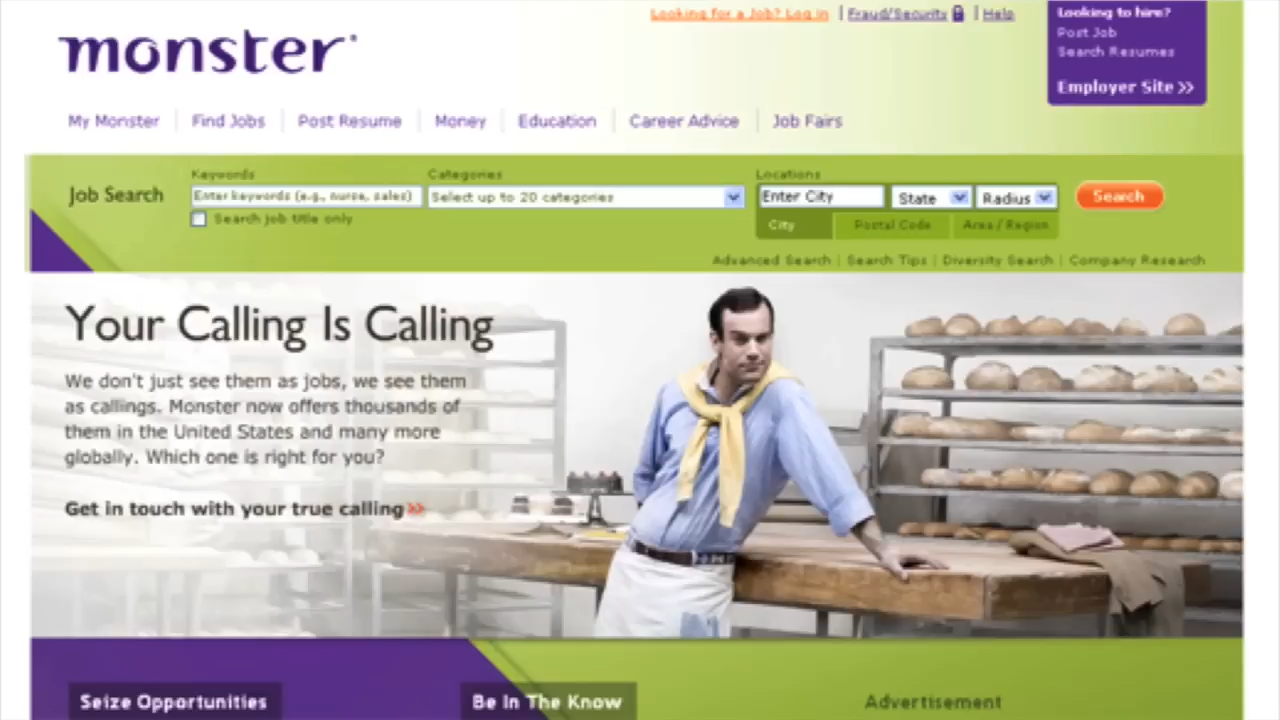 Looking for a Job? Log in | Fraud/Security | Help
Looking to hire?
Post Job
Search Resumes
Employer Site >>
monster
My Monster | Find Jobs | Post Resume | Money | Education | Career Advice | Job Fairs
Job Search
Keywords
Categories
Locations
Enter keywords (e.g., nurse, sales)
Select up to 20 categories
Enter City
State
Radius
Search
Search job title only
City
Postal Code
Area / Region
Advanced Search | Search Tips | Diversity Search | Company Research
Your Calling Is Calling
We don't just see them as jobs, we see them
as callings. Monster now offers thousands of
them in the United States and many more
globally. Which one is right for you?
Get in touch with your true calling >>
Seize Opportunities
Be In The Know
Advertisement